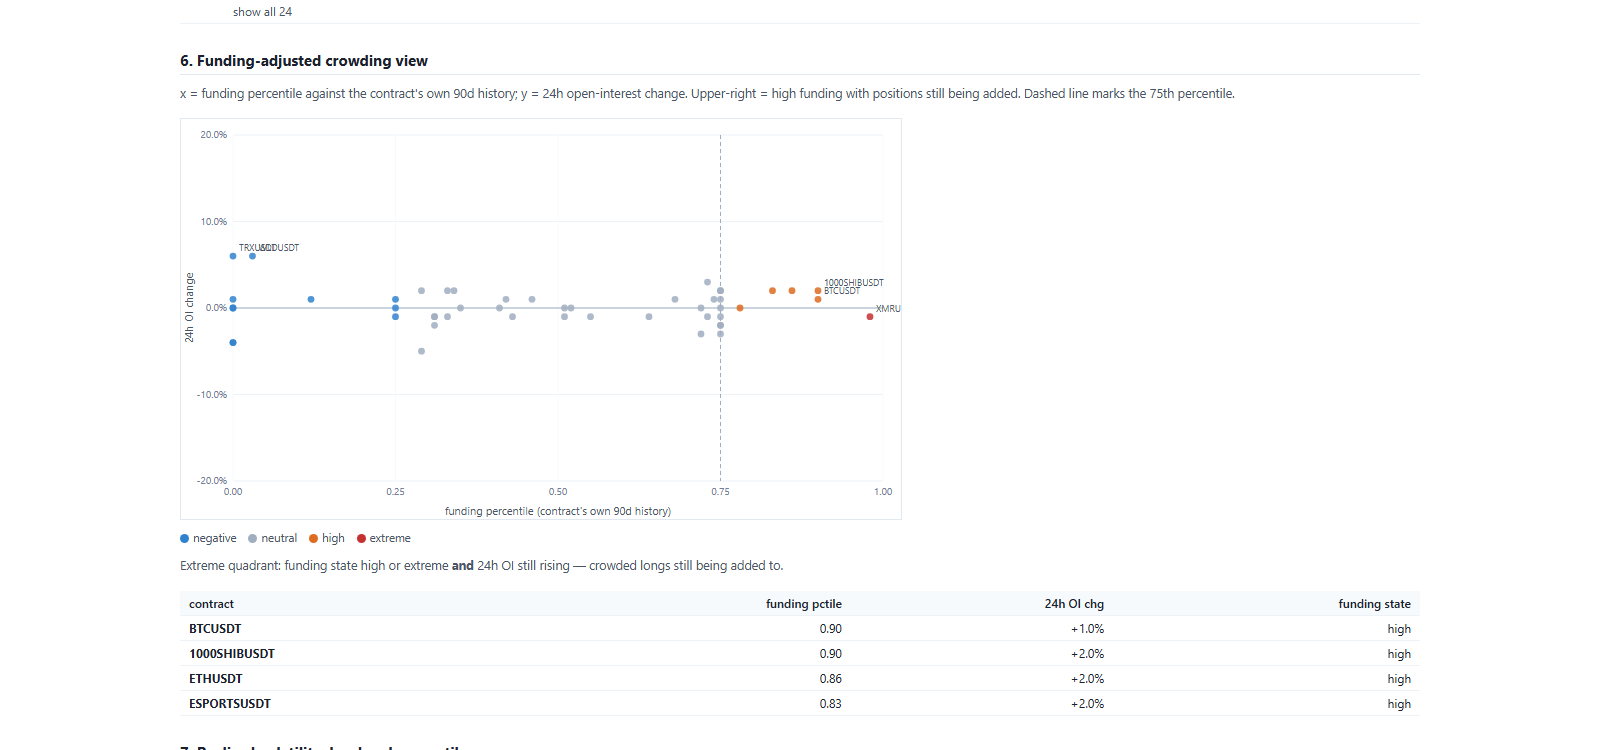 show all 24
6. Funding-adjusted crowding view
x = funding percentile against the contract's own 90d history; y = 24h open-interest change. Upper-right = high funding with positions still being added. Dashed line marks the 75th percentile.
20.0%
10.0%
0.0%
-10.0%
-20.0%
24h OI change
1000SHIBUSDT
BTCUSDT
XMRU
0.00
0.25
0.50
0.75
1.00
funding percentile (contract's own 90d history)
negative
neutral
high
extreme
Extreme quadrant: funding state high or extreme and 24h OI still rising — crowded longs still being added to.
contract funding pctile 24h OI chg funding state
BTCUSDT 0.90 +1.0% high
1000SHIBUSDT 0.90 +2.0% high
ETHUSDT 0.86 +2.0% high
ESPORTSUSDT 0.83 +2.0% high